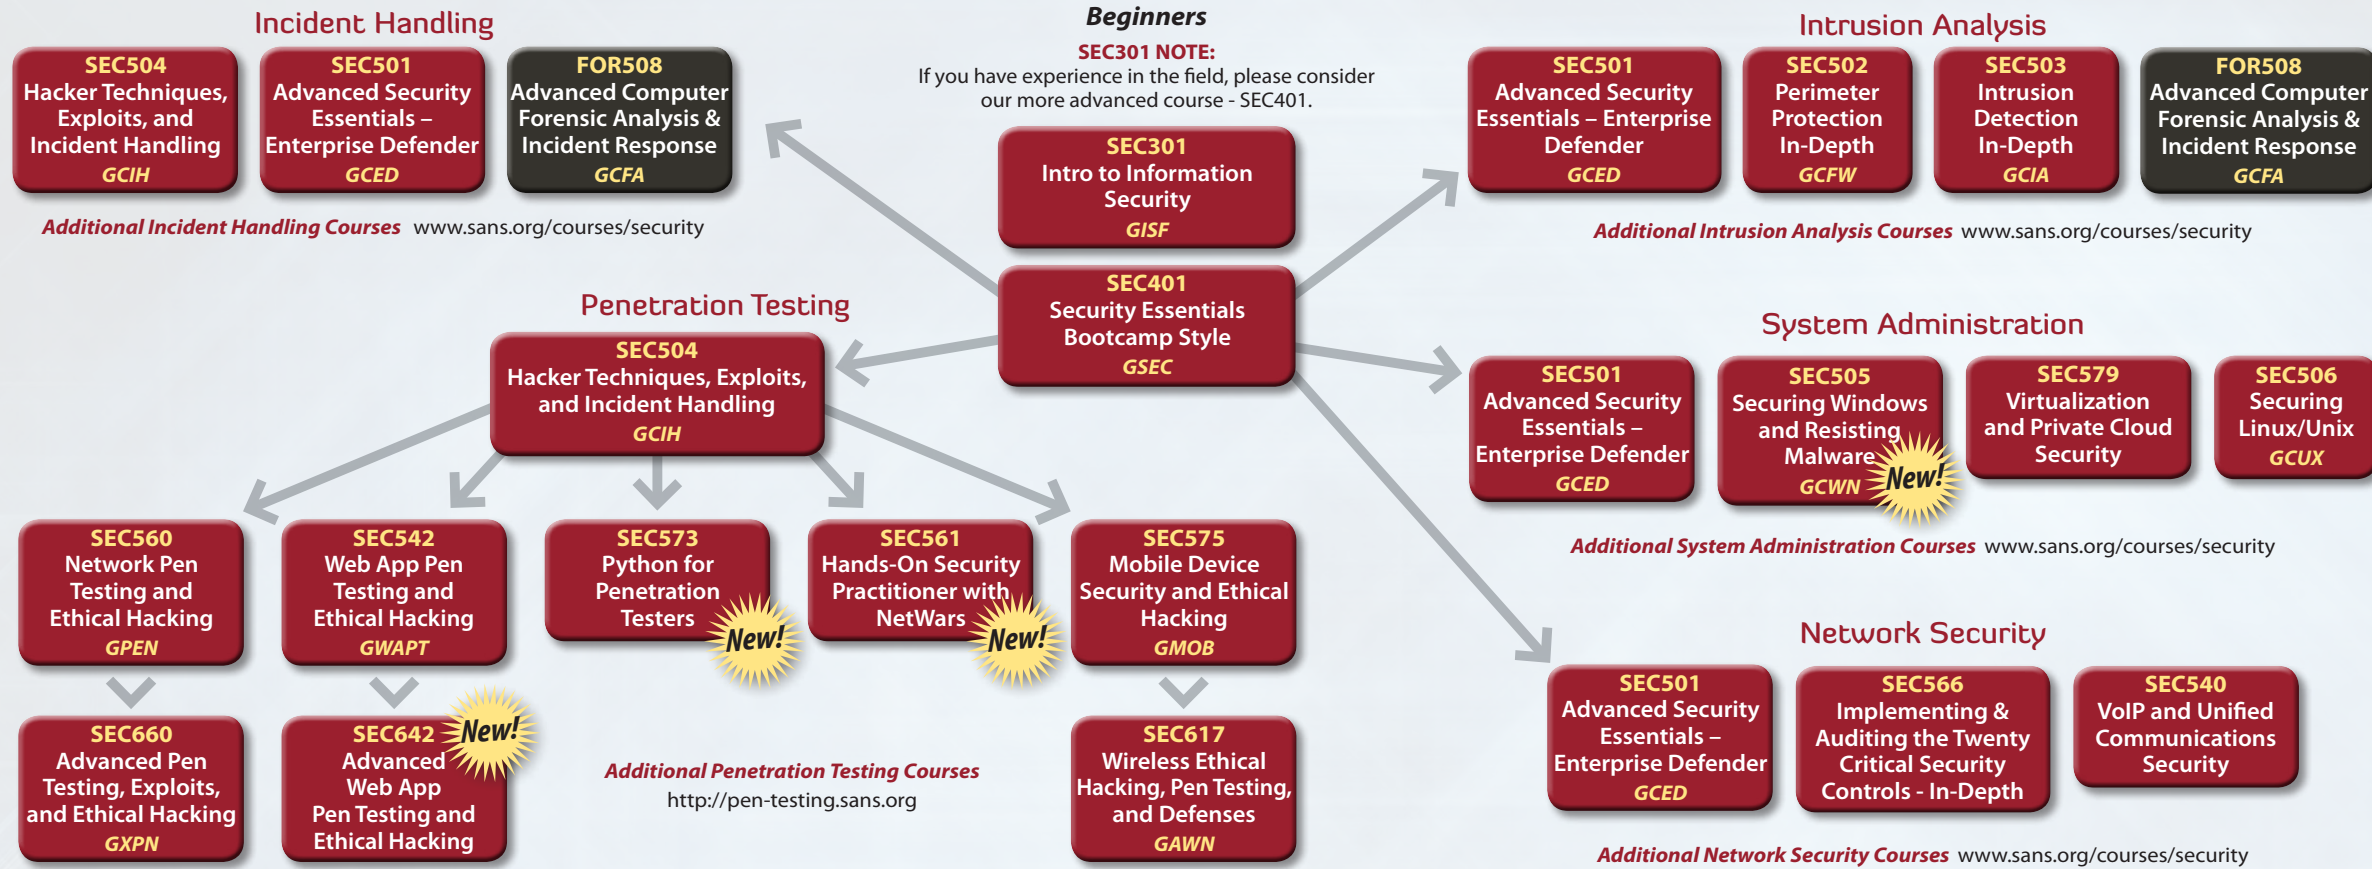 Incident Handling
SEC504
Hacker Techniques,
Exploits, and
Incident Handling
GCIH
SEC501
Advanced Security
Essentials –
Enterprise Defender
GCED
FOR508
Advanced Computer
Forensic Analysis &
Incident Response
GCFA
Additional Incident Handling Courses www.sans.org/courses/security
Beginners
SEC301 NOTE:
If you have experience in the field, please consider
our more advanced course - SEC401.
SEC301
Intro to Information
Security
GISF
SEC401
Security Essentials
Bootcamp Style
GSEC
Intrusion Analysis
SEC501
Advanced Security
Essentials – Enterprise
Defender
GCED
SEC502
Perimeter
Protection
In-Depth
GCFW
SEC503
Intrusion
Detection
In-Depth
GCIA
FOR508
Advanced Computer
Forensic Analysis &
Incident Response
GCFA
Additional Intrusion Analysis Courses www.sans.org/courses/security
Penetration Testing
SEC504
Hacker Techniques, Exploits,
and Incident Handling
GCIH
SEC560
Network Pen
Testing and
Ethical Hacking
GPEN
SEC542
Web App Pen
Testing and
Ethical Hacking
GWAPT
SEC573
Python for
Penetration
Testers
New!
SEC561
Hands-On Security
Practitioner with
NetWars
New!
SEC575
Mobile Device
Security and Ethical
Hacking
GMOB
SEC660
Advanced Pen
Testing, Exploits,
and Ethical Hacking
GXPN
SEC642
New!
Advanced
Web App
Pen Testing and
Ethical Hacking
Additional Penetration Testing Courses
http://pen-testing.sans.org
SEC617
Wireless Ethical
Hacking, Pen Testing,
and Defenses
GAWN
System Administration
SEC501
Advanced Security
Essentials –
Enterprise Defender
GCED
SEC505
Securing Windows
and Resisting
Malware
GCWN
New!
SEC579
Virtualization
and Private Cloud
Security
SEC506
Securing
Linux/Unix
GCUX
Additional System Administration Courses www.sans.org/courses/security
Network Security
SEC501
Advanced Security
Essentials –
Enterprise Defender
GCED
SEC566
Implementing &
Auditing the Twenty
Critical Security
Controls - In-Depth
SEC540
VoIP and Unified
Communications
Security
Additional Network Security Courses www.sans.org/courses/security